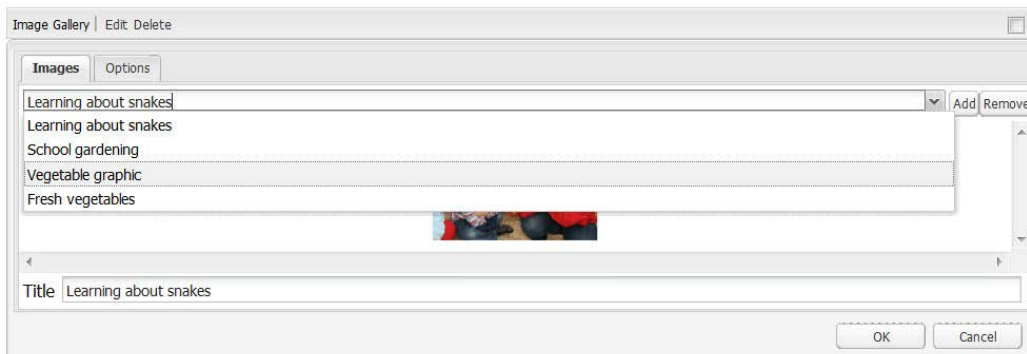 Image Gallery | Edit Delete
Images Options
Learning about snakes Add Remove
Learning about snakes
School gardening
Vegetable graphic
Fresh vegetables
Title Learning about snakes
OK Cancel